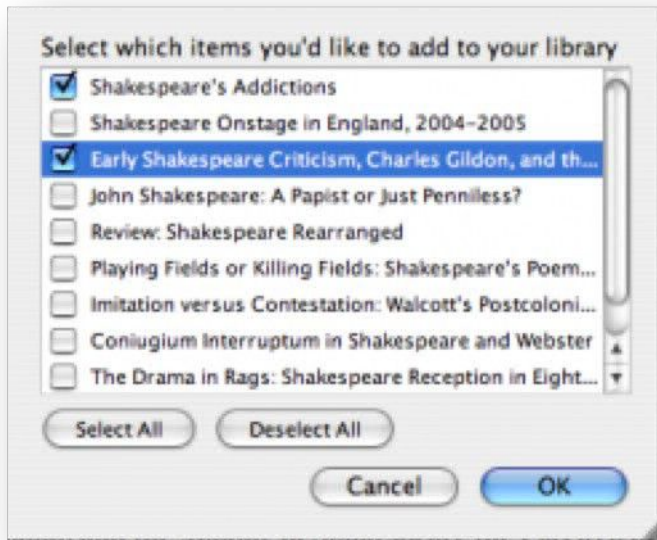 Select which items you'd like to add to your library
Shakespeare's Addictions
Shakespeare Onstage in England, 2004-2005
Early Shakespeare Criticism, Charles Gildon, and th...
John Shakespeare: A Papist or Just Penniless?
Review: Shakespeare Rearranged
Playing Fields or Killing Fields: Shakespeare's Poem...
Imitation versus Contestation: Walcott's Postcoloni...
Coniugium Interruptum in Shakespeare and Webster
The Drama in Rags: Shakespeare Reception in Eight...
Select All Deselect All
Cancel OK